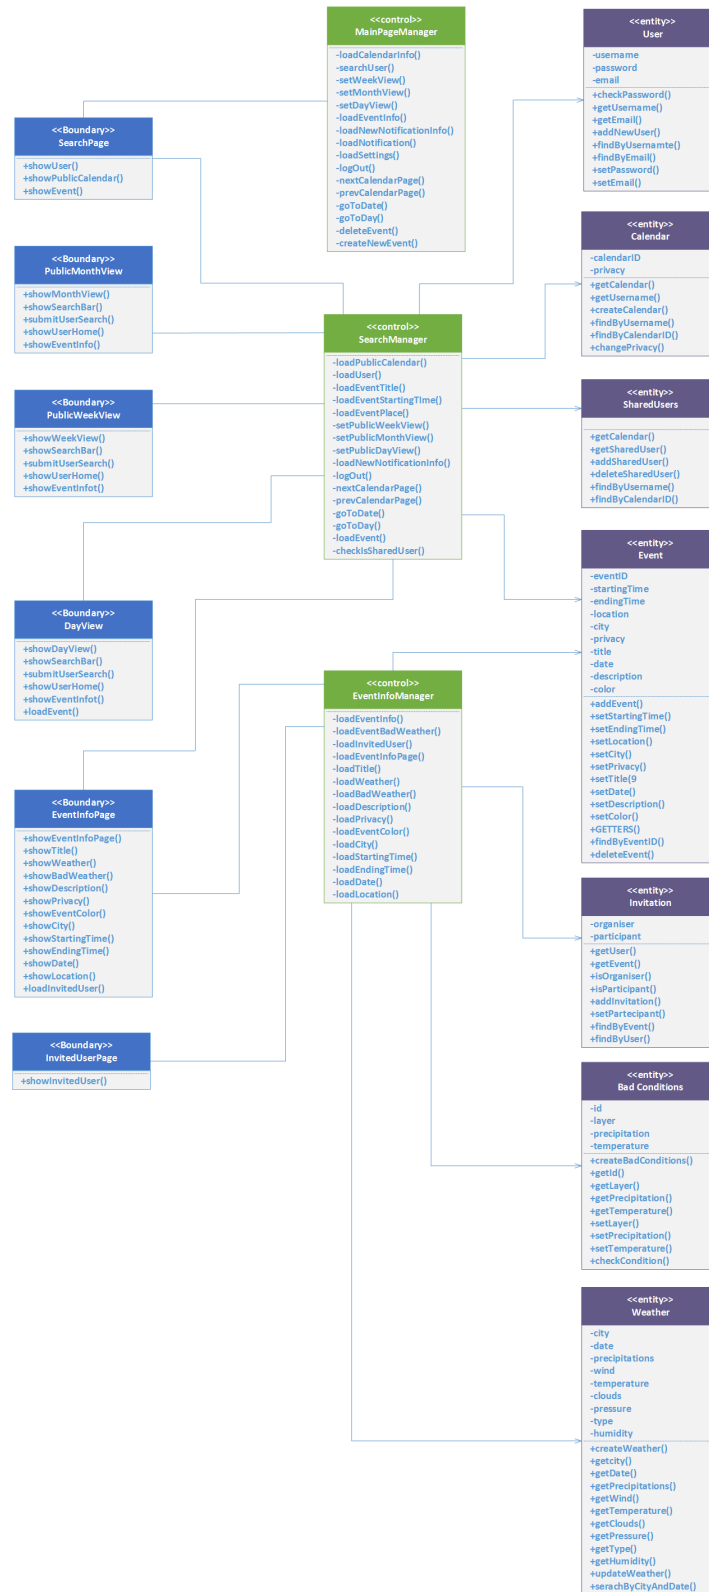 <<control>>
MainPageManager
-loadCalendarInfo()
-searchUser()
-setWeekView()
-setMonthView()
-setDayView()
-loadEventInfo()
-loadNewNotificationInfo()
-loadNotification()
-loadSettings()
-logOut()
-nextCalendarPage()
-prevCalendarPage()
-goToDate()
-goToDay()
-deleteEvent()
-createNewEvent()
<<entity>>
User
-username
-password
-email
+checkPassword()
+getUsername()
+getEmail()
+addNewUser()
+findByUsernamte()
+findByEmail()
+setPassword()
+setEmail()
<<Boundary>>
SearchPage
+showUser()
+showPublicCalendar()
+showEvent()
<<entity>>
Calendar
-calendarID
-privacy
+getCalendar()
+getUsername()
+createCalendar()
+findByUsername()
+findByCalendarID()
+changePrivacy()
<<Boundary>>
PublicMonthView
+showMonthView()
+showSearchBar()
+submitUserSearch()
+showUserHome()
+showEventInfo()
<<control>>
SearchManager
-loadPublicCalendar()
-loadUser()
-loadEventTitle()
-loadEventStartingTIme()
-loadEventPlace()
-setPublicWeekView()
-setPublicMonthView()
-setPublicDayView()
-loadNewNotificationInfo()
-logOut()
-nextCalendarPage()
-prevCalendarPage()
-goToDate()
-goToDay()
-loadEvent()
-checkIsSharedUser()
<<entity>>
SharedUsers
+getCalendar()
+getSharedUser()
+addSharedUser()
+deleteSharedUser()
+findByUsername()
+findByCalendarID()
<<Boundary>>
PublicWeekView
+showWeekView()
+showSearchBar()
+submitUserSearch()
+showUserHome()
+showEventInfot()
<<entity>>
Event
-eventID
-startingTime
-endingTime
-location
-city
-privacy
-title
-date
-description
-color
+addEvent()
+setStartingTime()
+setEndingTime()
+setLocation()
+setCity()
+setPrivacy()
+setTitle(9
+setDate()
+setDescription()
+setColor()
+GETTERS()
+findByEventID()
+deleteEvent()
<<Boundary>>
DayView
+showDayView()
+showSearchBar()
+submitUserSearch()
+showUserHome()
+showEventInfot()
+loadEvent()
<<control>>
EventInfoManager
-loadEventInfo()
-loadEventBadWeather()
-loadInvitedUser()
-loadEventInfoPage()
-loadTitle()
-loadWeather()
-loadBadWeather()
-loadDescription()
-loadPrivacy()
-loadEventColor()
-loadCity()
-loadStartingTime()
-loadEndingTime()
-loadDate()
-loadLocation()
<<Boundary>>
EventInfoPage
+showEventInfoPage()
+showTitle()
+showWeather()
+showBadWeather()
+showDescription()
+showPrivacy()
+showEventColor()
+showCity()
+showStartingTime()
+showEndingTime()
+showDate()
+showLocation()
+loadInvitedUser()
<<entity>>
Invitation
-organiser
-participant
+getUser()
+getEvent()
+isOrganiser()
+isParticipant()
+addInvitation()
+setPartecipant()
+findByEvent()
+findByUser()
<<Boundary>>
InvitedUserPage
+showInvitedUser()
<<entity>>
Bad Conditions
-id
-layer
-precipitation
-temperature
+createBadConditions()
+getId()
+getLayer()
+getPrecipitation()
+getTemperature()
+setLayer()
+setPrecipitation()
+setTemperature()
+checkCondition()
<<entity>>
Weather
-city
-date
-precipitations
-wind
-temperature
-clouds
-pressure
-type
-humidity
+createWeather()
+getcity()
+getDate()
+getPrecipitations()
+getWind()
+getTemperature()
+getClouds()
+getPressure()
+getType()
+getHumidity()
+updateWeather()
+serachByCityAndDate()